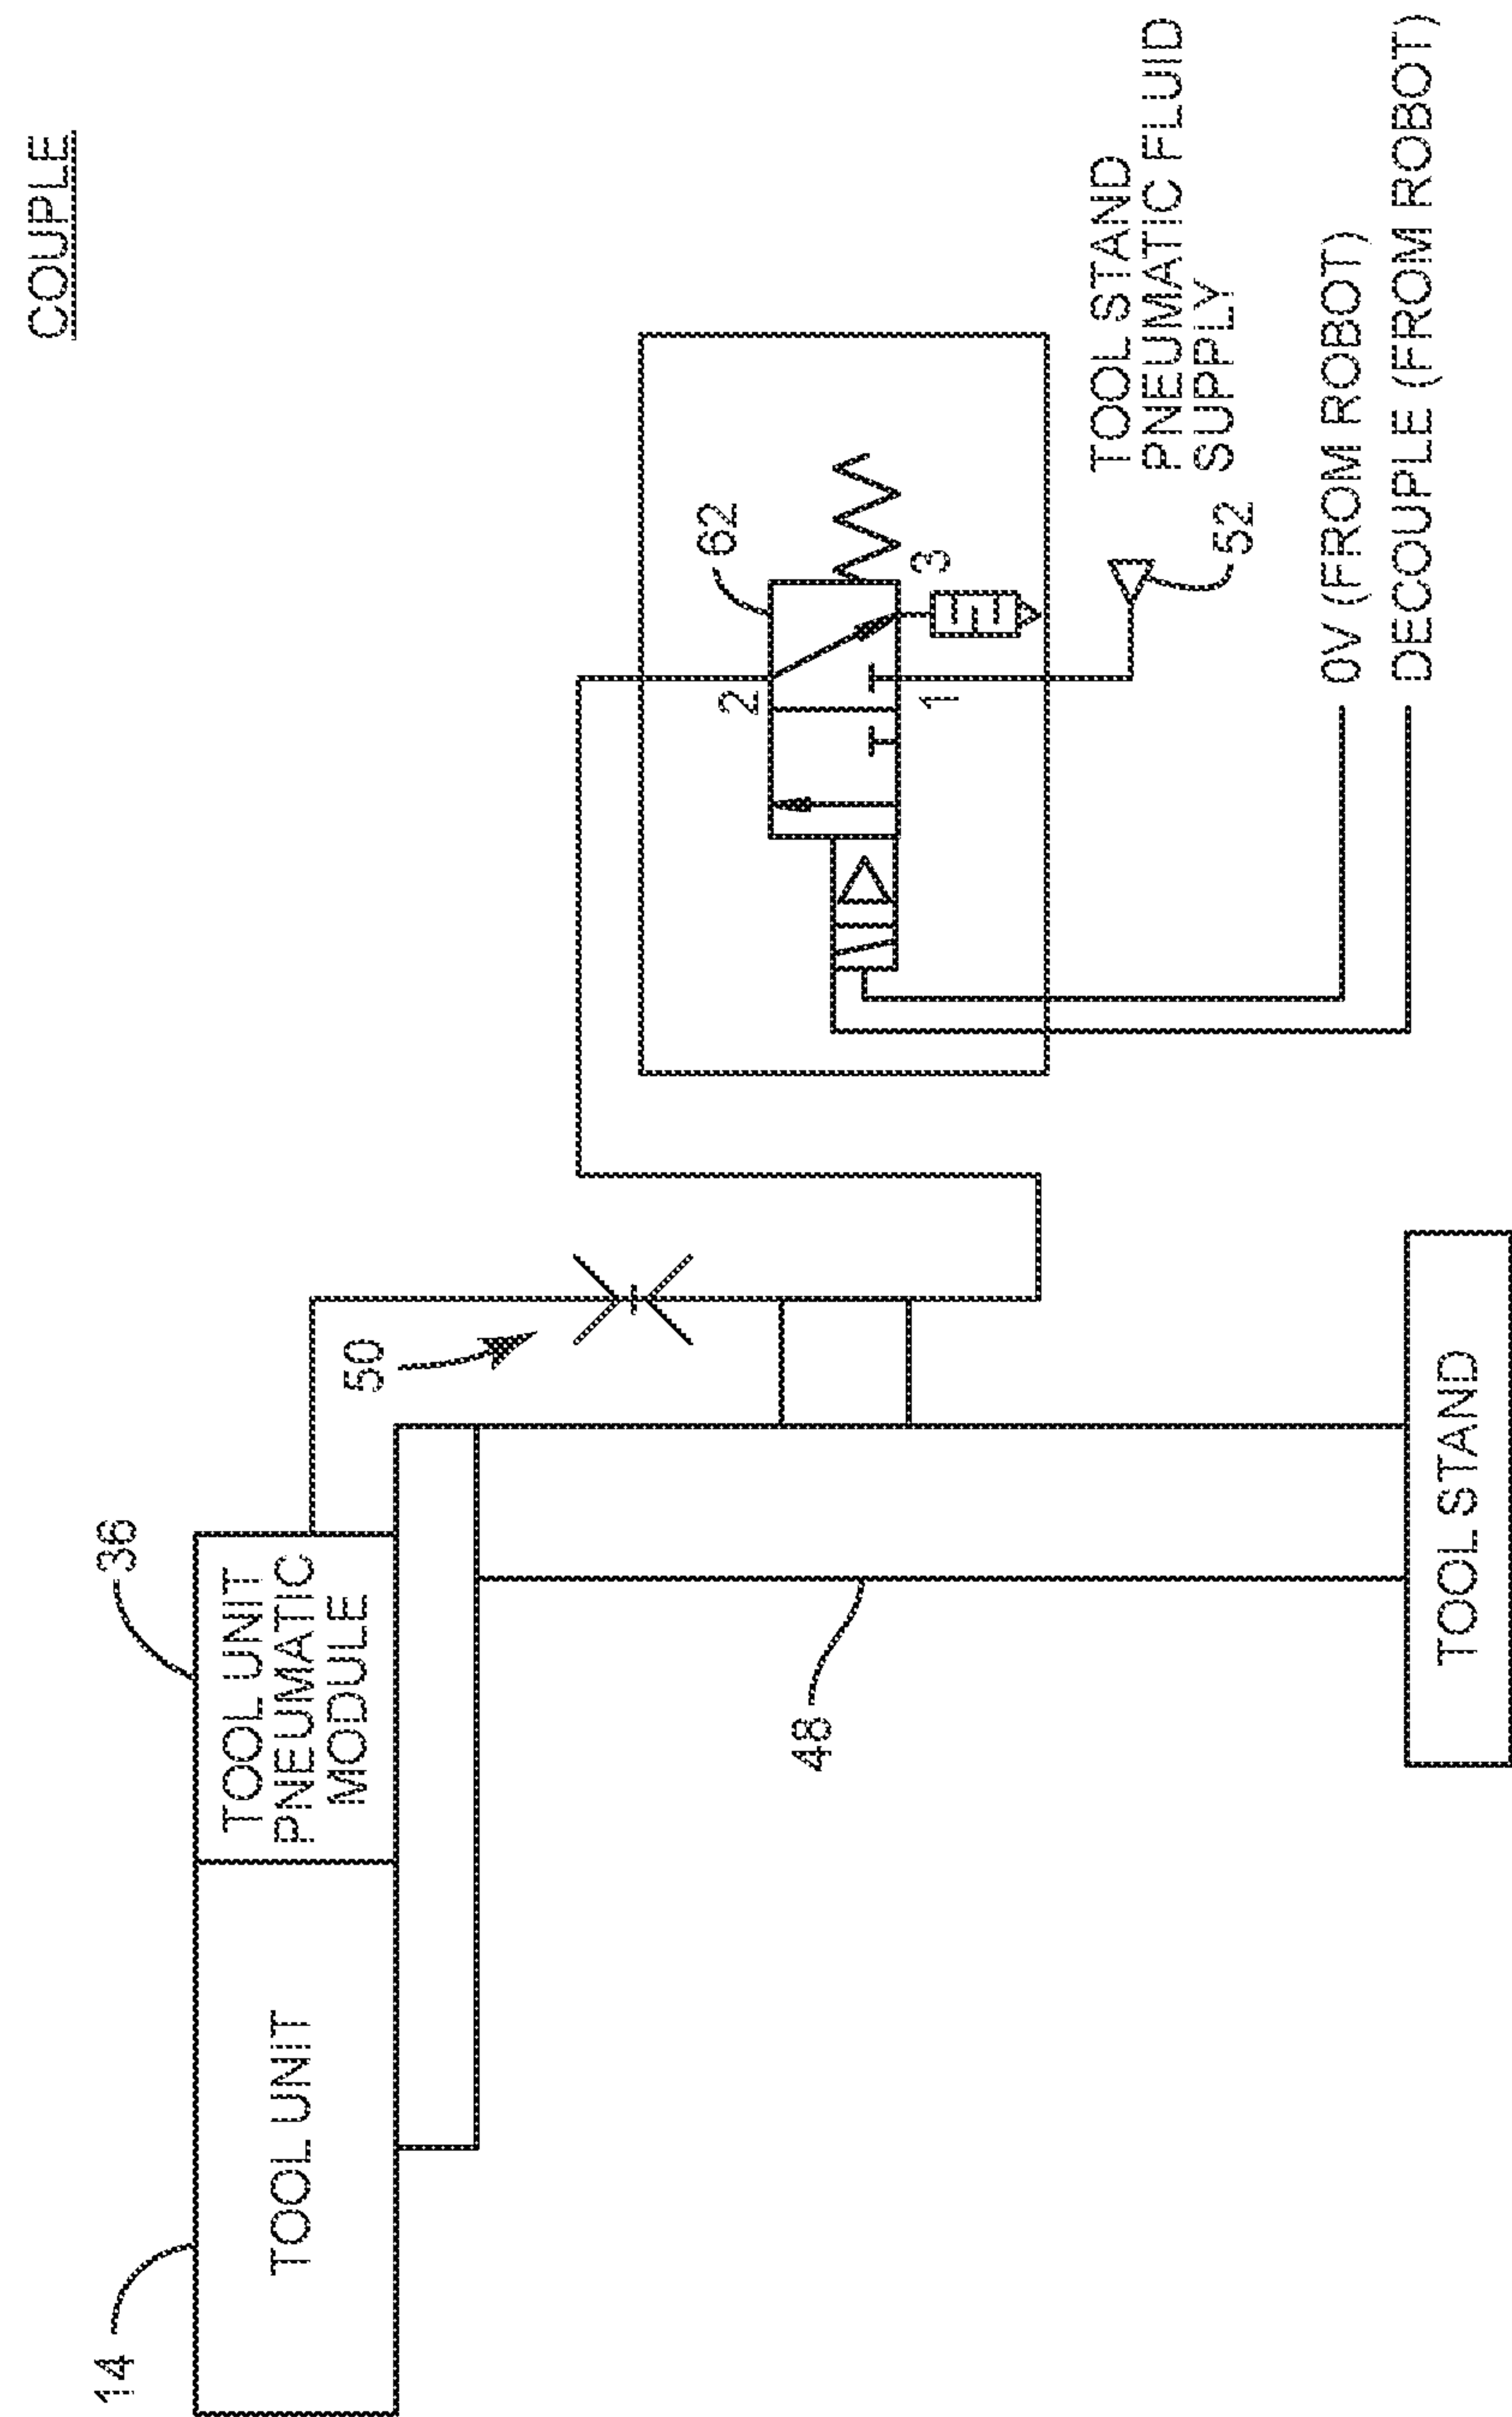 COUPLE
14
TOOL UNIT
36
TOOL UNIT
PNEUMATIC
MODULE
50
48
TOOL STAND
62
2
1
3
TOOL STAND
PNEUMATIC FLUID
SUPPLY
52
0V (FROM ROBOT)
DECOUPLE (FROM ROBOT)